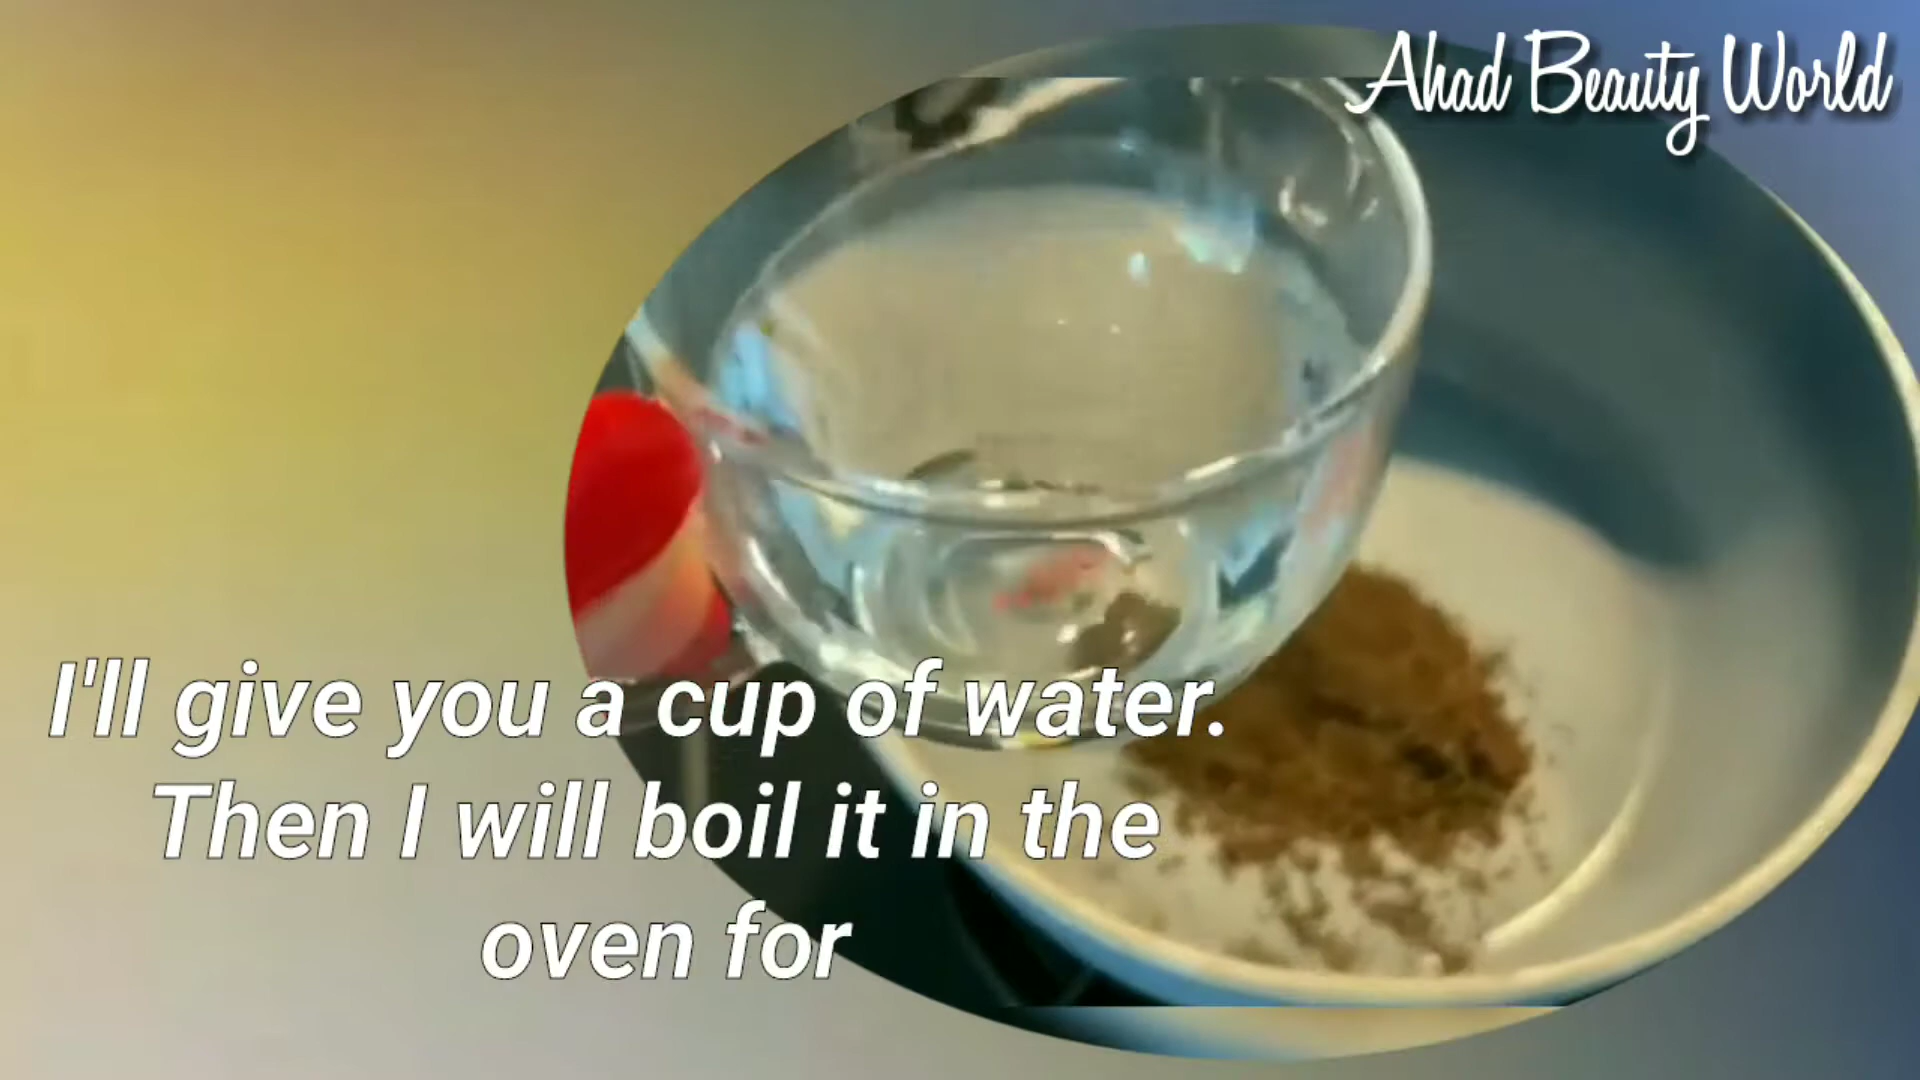 Ahad Beauty World
I'll give you a cup of water.
Then I will boil it in the
oven for